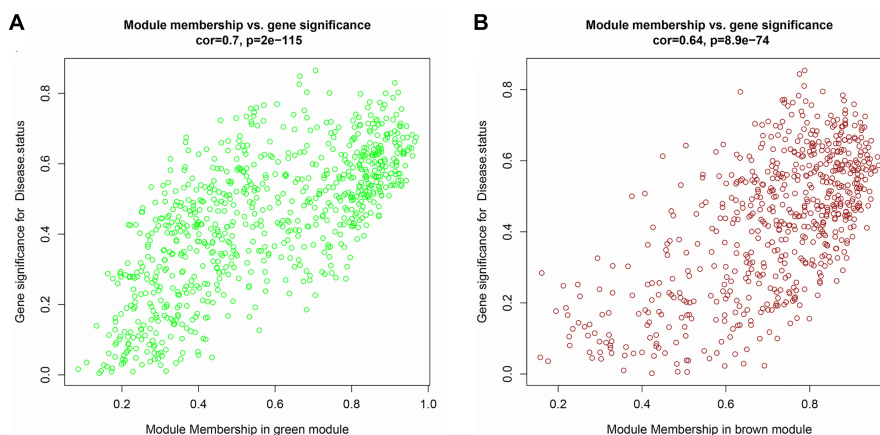 A
Module membership vs. gene significance
cor=0.7, p=2e−115
Gene significance for Disease.status
0.8
0.6
0.4
0.2
0.0
0.2
0.4
0.6
0.8
1.0
Module Membership in green module
B
Module membership vs. gene significance
cor=0.64, p=8.9e−74
Gene significance for Disease.status
0.8
0.6
0.4
0.2
0.0
0.2
0.4
0.6
0.8
Module Membership in brown module